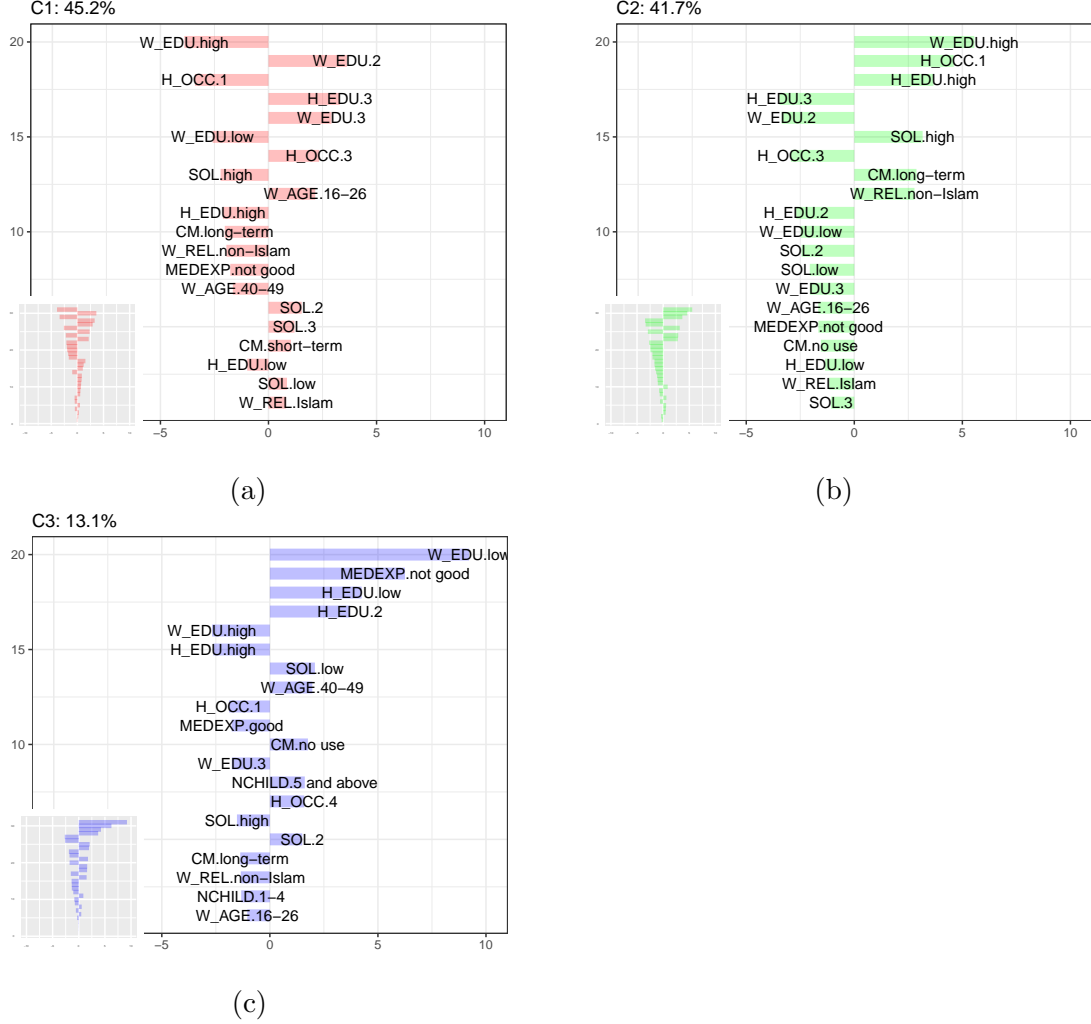 C1: 45.2%
20
15
10
W_EDU.high
W_EDU.2
H_OCC.1
H_EDU.3
W_EDU.3
W_EDU.low
H_OCC.3
SOL.high
W_AGE.16−26
H_EDU.high
CM.long−term
W_REL.non−Islam
MEDEXP.not good
W_AGE.40−49
SOL.2
SOL.3
CM.short−term
H_EDU.low
SOL.low
W_REL.Islam
−5 0 5 10
(a)
C2: 41.7%
20
15
10
W_EDU.high
H_OCC.1
H_EDU.high
H_EDU.3
W_EDU.2
SOL.high
H_OCC.3
CM.long−term
W_REL.non−Islam
H_EDU.2
W_EDU.low
SOL.2
SOL.low
W_EDU.3
W_AGE.16−26
MEDEXP.not good
CM.no use
H_EDU.low
W_REL.Islam
SOL.3
−5 0 5 10
(b)
C3: 13.1%
20
15
10
W_EDU.low
MEDEXP.not good
H_EDU.low
H_EDU.2
W_EDU.high
H_EDU.high
SOL.low
W_AGE.40−49
H_OCC.1
MEDEXP.good
CM.no use
W_EDU.3
NCHILD.5 and above
H_OCC.4
SOL.high
SOL.2
CM.long−term
W_REL.non−Islam
NCHILD.1−4
W_AGE.16−26
−5 0 5 10
(c)